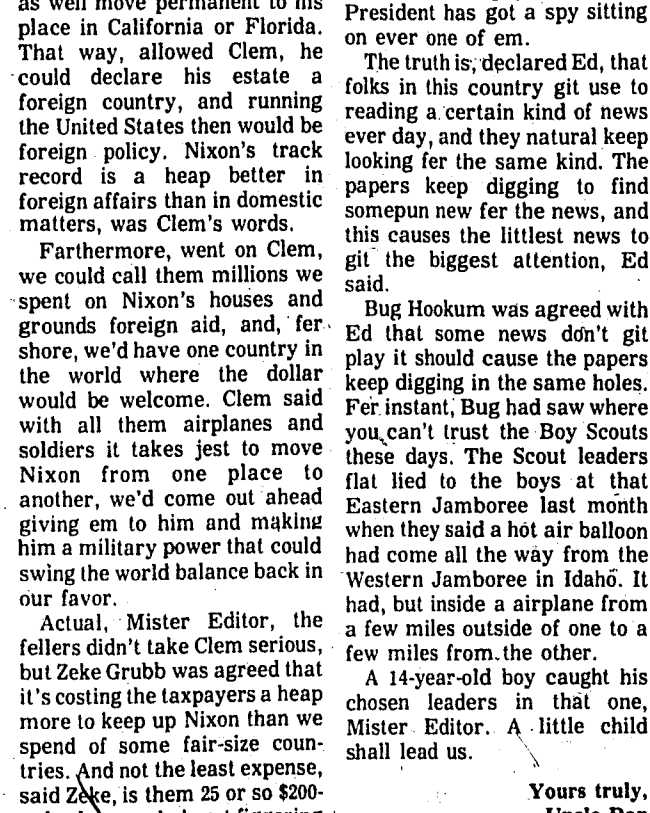 as well move permanent to his
place in California or Florida.
That way, allowed Clem, he
could declare his estate a
foreign country, and running
the United States then would be
foreign policy. Nixon's track
record is a heap better in
foreign affairs than in domestic
matters, was Clem's words.
Farthermore, went on Clem,
we could call them millions we
spent on Nixon's houses and
grounds foreign aid, and, fer
shore, we'd have one country in
the world where the dollar
would be welcome. Clem said
with all them airplanes and
soldiers it takes jest to move
Nixon from one place to
another, we'd come out ahead
giving em to him and making
him a military power that could
swing the world balance back in
our favor.
Actual, Mister Editor, the
fellers didn't take Clem serious,
but Zeke Grubb was agreed that
it's costing the taxpayers a heap
more to keep up Nixon than we
spend of some fair-size coun-
tries. And not the least expense,
said Zeke, is them 25 or so $200-
President has got a spy sitting
on ever one of em.
The truth is, declared Ed, that
folks in this country git use to
reading a certain kind of news
ever day, and they natural keep
looking fer the same kind. The
papers keep digging to find
somepun new fer the news, and
this causes the littlest news to
git the biggest attention, Ed
said.
Bug Hookum was agreed with
Ed that some news don't git
play it should cause the papers
keep digging in the same holes.
Fer instant, Bug had saw where
you can't trust the Boy Scouts
these days. The Scout leaders
flat lied to the boys at that
Eastern Jamboree last month
when they said a hot air balloon
had come all the way from the
Western Jamboree in Idaho. It
had, but inside a airplane from
a few miles outside of one to a
few miles from the other.
A 14-year-old boy caught his
chosen leaders in that one,
Mister Editor. A little child
shall lead us.
Yours truly,